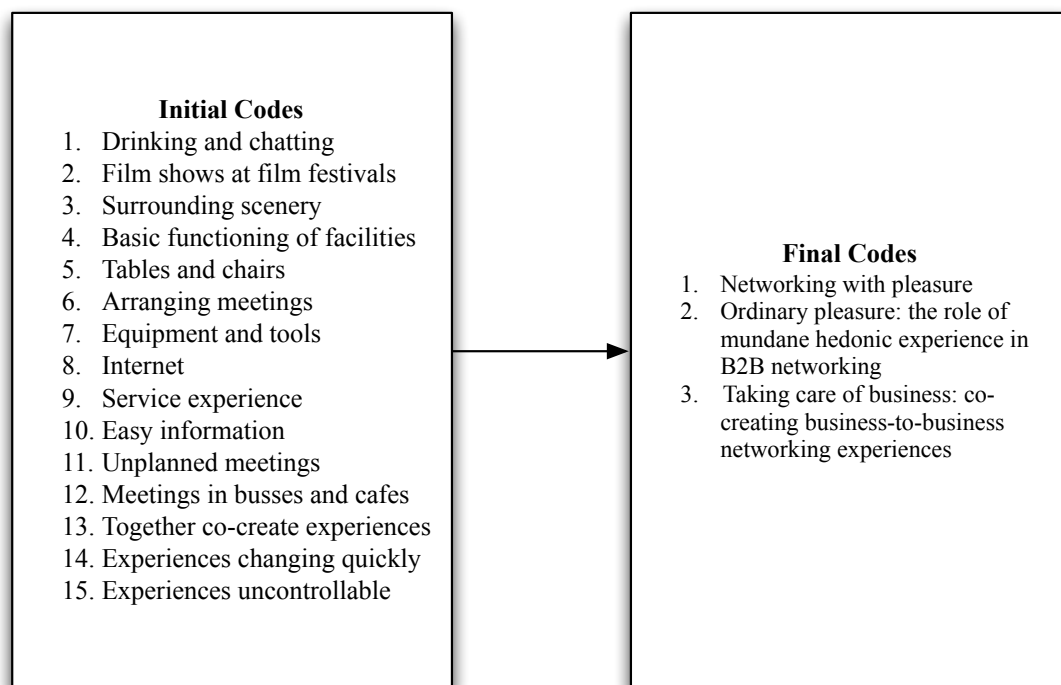 Initial Codes
1. Drinking and chatting
2. Film shows at film festivals
3. Surrounding scenery
4. Basic functioning of facilities
5. Tables and chairs
6. Arranging meetings
7. Equipment and tools
8. Internet
9. Service experience
10. Easy information
11. Unplanned meetings
12. Meetings in busses and cafes
13. Together co-create experiences
14. Experiences changing quickly
15. Experiences uncontrollable
Final Codes
1. Networking with pleasure
2. Ordinary pleasure: the role of
mundane hedonic experience in
B2B networking
3. Taking care of business: co-
creating business-to-business
networking experiences